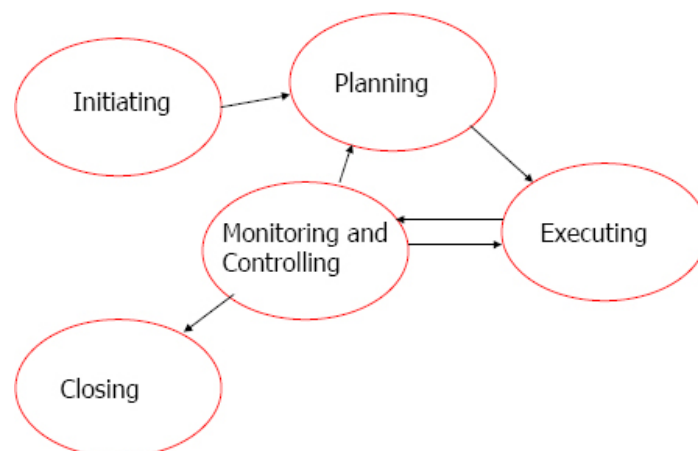 Initiating
Planning
Monitoring and
Controlling
Executing
Closing